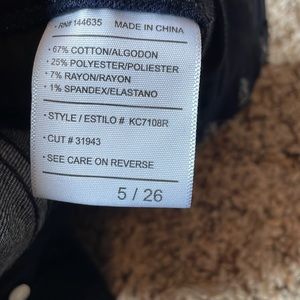 • RN# 144635 MADE IN CHINA
• 67% COTTON/ALGODON
• 25% POLYESTER/POLIESTER
• 7% RAYON/RAYON
• 1% SPANDEX/ELASTANO
• STYLE / ESTILO # KC7108R
• CUT # 31943
• SEE CARE ON REVERSE
5 / 26